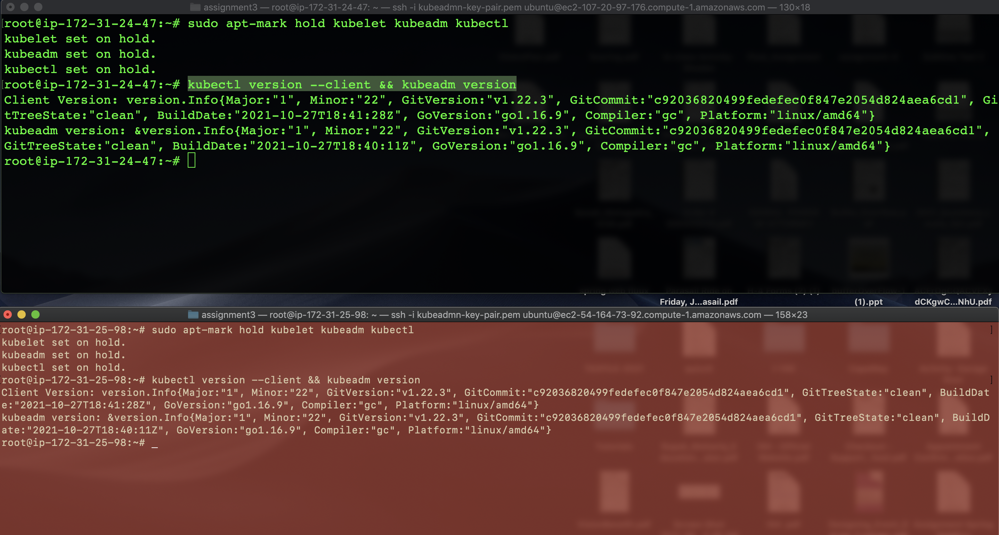 assignment3 — root@ip-172-31-24-47: ~ — ssh -i kubeadmn-key-pair.pem ubuntu@ec2-107-20-97-176.compute-1.amazonaws.com — 130×18
[root@ip-172-31-24-47:~# sudo apt-mark hold kubelet kubeadm kubectl
kubelet set on hold.
kubeadm set on hold.
kubectl set on hold.
[root@ip-172-31-24-47:~# kubectl version --client && kubeadm version
Client Version: version.Info{Major:"1", Minor:"22", GitVersion:"v1.22.3", GitCommit:"c92036820499fedefec0f847e2054d824aea6cd1", Gi
tTreeState:"clean", BuildDate:"2021-10-27T18:41:28Z", GoVersion:"go1.16.9", Compiler:"gc", Platform:"linux/amd64"}
kubeadm version: &version.Info{Major:"1", Minor:"22", GitVersion:"v1.22.3", GitCommit:"c92036820499fedefec0f847e2054d824aea6cd1",
GitTreeState:"clean", BuildDate:"2021-10-27T18:40:11Z", GoVersion:"go1.16.9", Compiler:"gc", Platform:"linux/amd64"}
root@ip-172-31-24-47:~#
Friday, J...asail.pdf
(1).ppt
dCKgwC...NhU.pdf
assignment3 — root@ip-172-31-25-98: ~ — ssh -i kubeadmn-key-pair.pem ubuntu@ec2-54-164-73-92.compute-1.amazonaws.com — 158×23
[root@ip-172-31-25-98:~# sudo apt-mark hold kubelet kubeadm kubectl ]
kubelet set on hold.
kubeadm set on hold.
kubectl set on hold.
[root@ip-172-31-25-98:~# kubectl version --client && kubeadm version ]
Client Version: version.Info{Major:"1", Minor:"22", GitVersion:"v1.22.3", GitCommit:"c92036820499fedefec0f847e2054d824aea6cd1", GitTreeState:"clean", BuildDat
e:"2021-10-27T18:41:28Z", GoVersion:"go1.16.9", Compiler:"gc", Platform:"linux/amd64"}
kubeadm version: &version.Info{Major:"1", Minor:"22", GitVersion:"v1.22.3", GitCommit:"c92036820499fedefec0f847e2054d824aea6cd1", GitTreeState:"clean", BuildD
ate:"2021-10-27T18:40:11Z", GoVersion:"go1.16.9", Compiler:"gc", Platform:"linux/amd64"}
root@ip-172-31-25-98:~# _